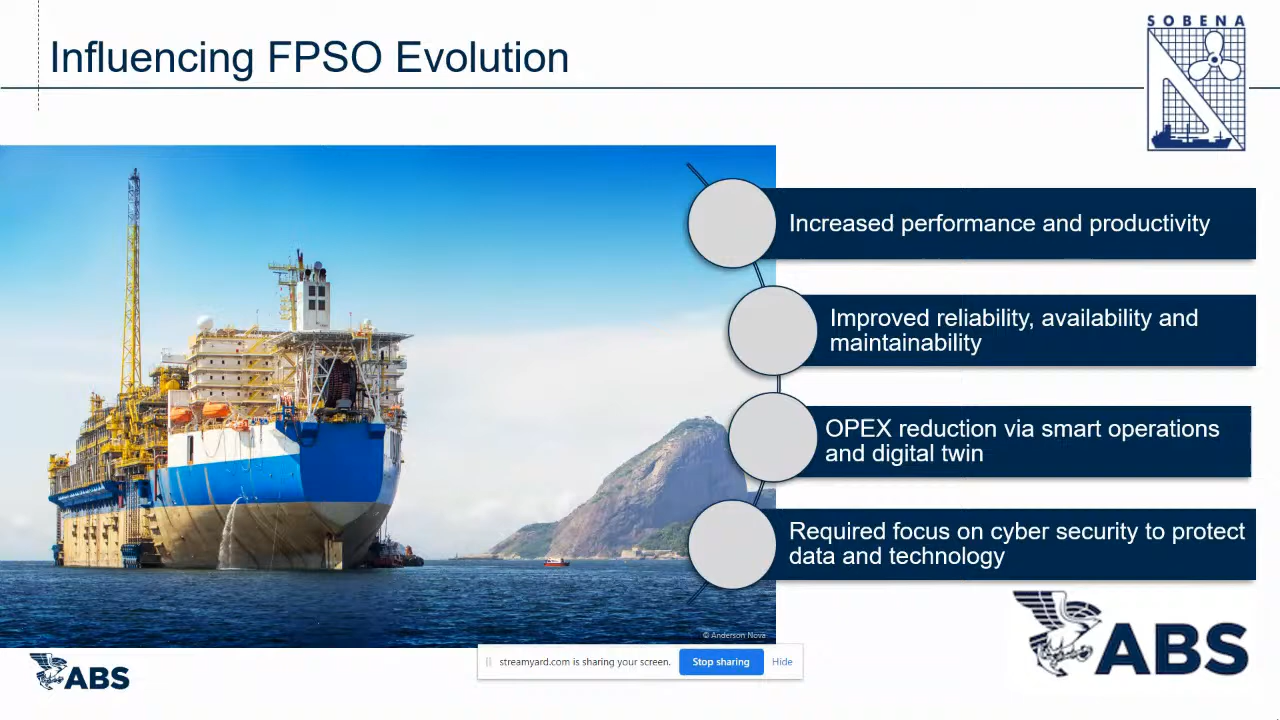 Influencing FPSO Evolution
SOBENA
Increased performance and productivity
Improved reliability, availability and
maintainability
OPEX reduction via smart operations
and digital twin
Required focus on cyber security to protect
data and technology
© Anderson Nova
ABS
streamyard.com is sharing your screen.
Stop sharing
Hide
ABS